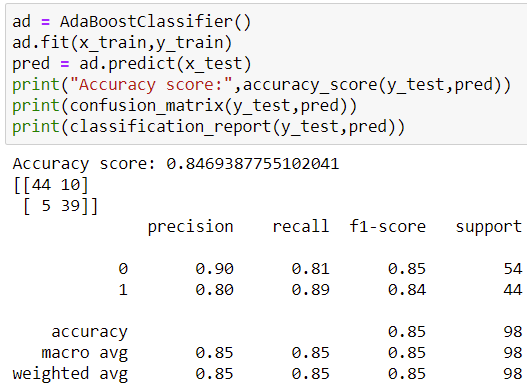 ad = AdaBoostClassifier()
ad.fit(x_train,y_train)
pred = ad.predict(x_test)
print("Accuracy score:",accuracy_score(y_test,pred))
print(confusion_matrix(y_test,pred))
print(classification_report(y_test,pred))
Accuracy score: 0.8469387755102041
[[44 10]
 [ 5 39]]
              precision    recall  f1-score   support
           0       0.90      0.81      0.85        54
           1       0.80      0.89      0.84        44
    accuracy                           0.85        98
   macro avg       0.85      0.85      0.85        98
weighted avg       0.85      0.85      0.85        98